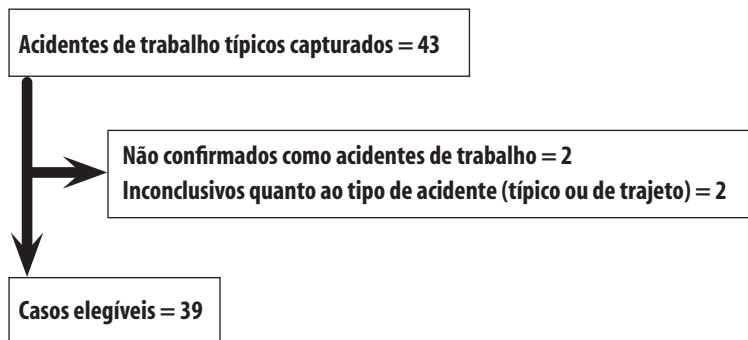 Acidentes de trabalho típicos capturados = 43
Não confirmados como acidentes de trabalho = 2
Inconclusivos quanto ao tipo de acidente (típico ou de trajeto) = 2
Casos elegíveis = 39